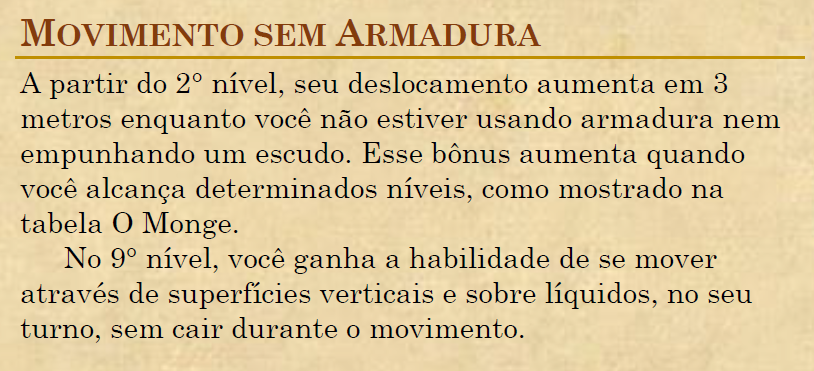 MOVIMENTO SEM ARMADURA
A partir do 2° nível, seu deslocamento aumenta em 3
metros enquanto você não estiver usando armadura nem
empunhando um escudo. Esse bônus aumenta quando
você alcança determinados níveis, como mostrado na
tabela O Monge.
No 9° nível, você ganha a habilidade de se mover
através de superfícies verticais e sobre líquidos, no seu
turno, sem cair durante o movimento.